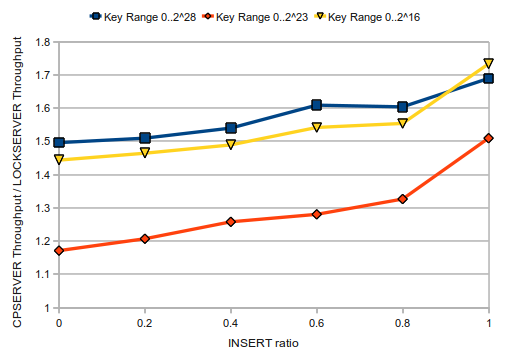 Key Range 0..2^28 Key Range 0..2^23 Key Range 0..2^16
CPSERVER Throughput / LOCKSERVER Throughput
1.8
1.7
1.6
1.5
1.4
1.3
1.2
1.1
1
0 0.2 0.4 0.6 0.8 1
INSERT ratio